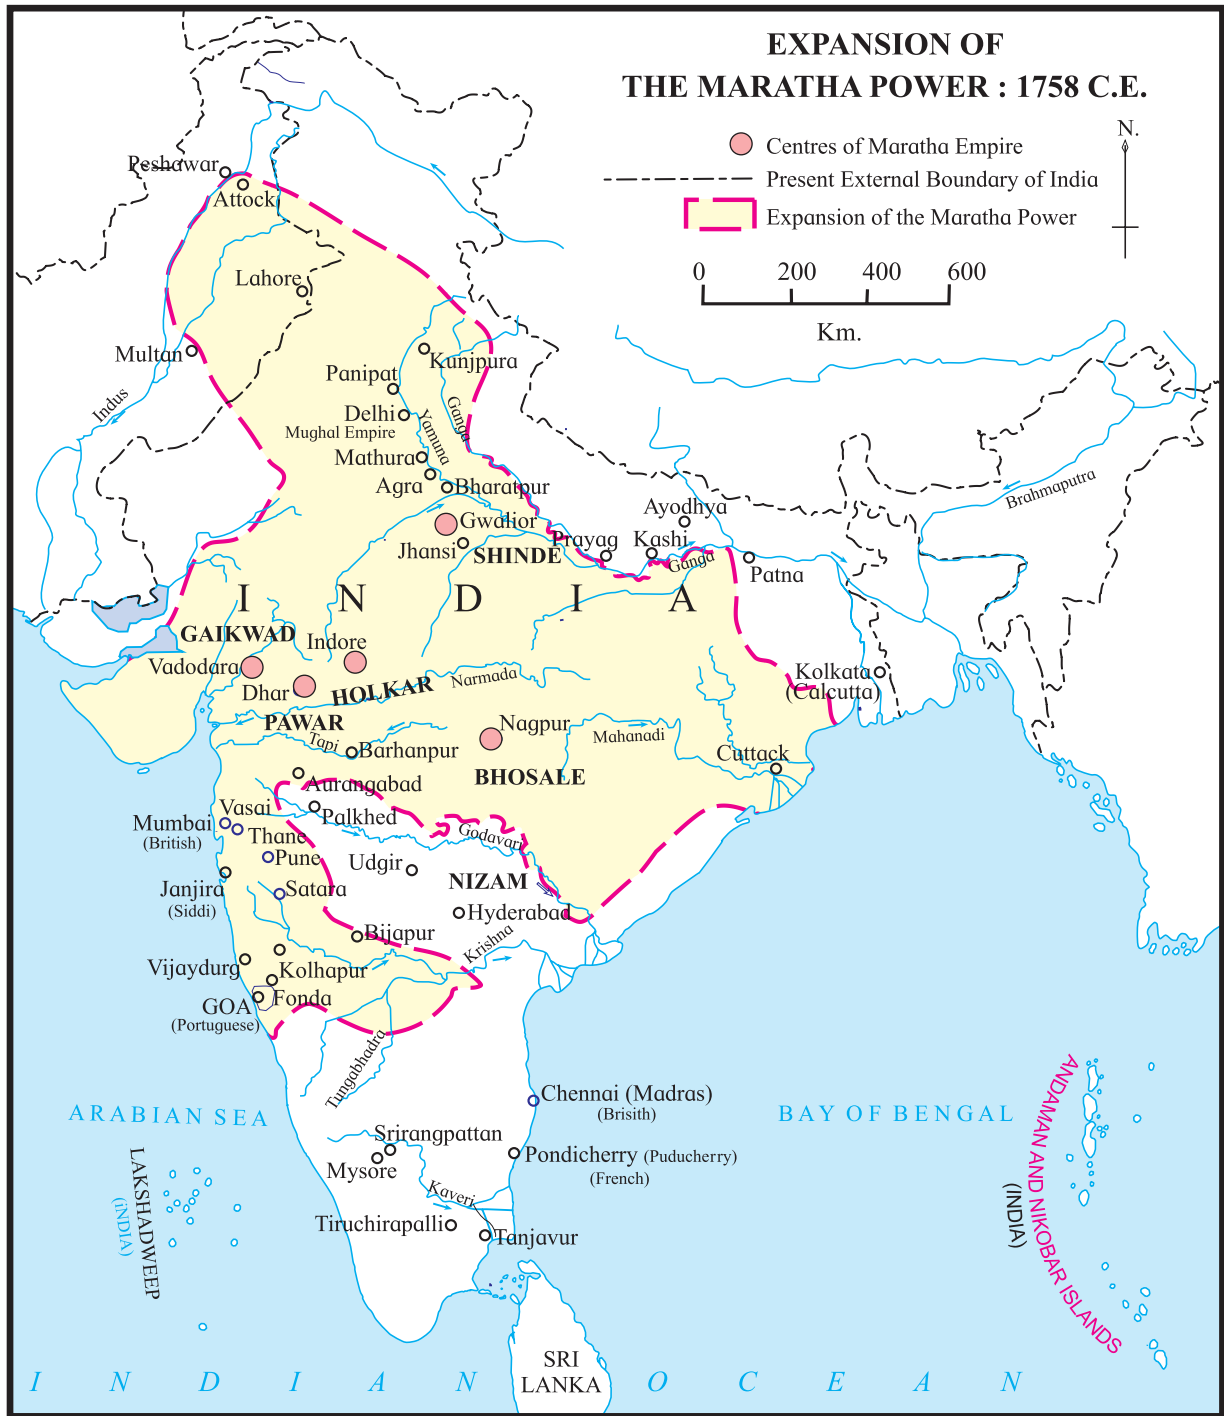 EXPANSION OF
THE MARATHA POWER : 1758 C.E.
N.
Centres of Maratha Empire
Present External Boundary of India
Expansion of the Maratha Power
0 200 400 600
Km.
Peshawar
Attock
Lahore
Multan
Indus
Kunjpura
Panipat
Delhi
Mughal Empire
Yamuna
Ganga
Mathura
Agra
Bharatpur
Gwalior
Jhansi
SHINDE
Ayodhya
Prayag
Kashi
Ganga
Patna
Brahmaputra
I N D I A
GAIKWAD
Indore
Vadodara
Dhar
HOLKAR
Narmada
PAWAR
Kolkata
(Calcutta)
Tapi
Barhanpur
Nagpur
Mahanadi
BHOSALE
Cuttack
Aurangabad
Palkhed
Vasai
Mumbai
(British)
Thane
Pune
Godavari
Udgir
NIZAM
Janjira
(Siddi)
Satara
Hyderabad
Bijapur
Krishna
Vijaydurg
Kolhapur
Fonda
GOA
(Portuguese)
Tungabhadra
Chennai (Madras)
(Brisith)
ARABIAN SEA
BAY OF BENGAL
Srirangpattan
Mysore
Pondicherry (Puducherry)
(French)
Kaveri
Tiruchirapalli
Tanjavur
LAKSHADWEEP
(iNDIA)
ANDAMAN AND NIKOBAR ISLANDS
(INDIA)
SRI
LANKA
I N D I A N O C E A N